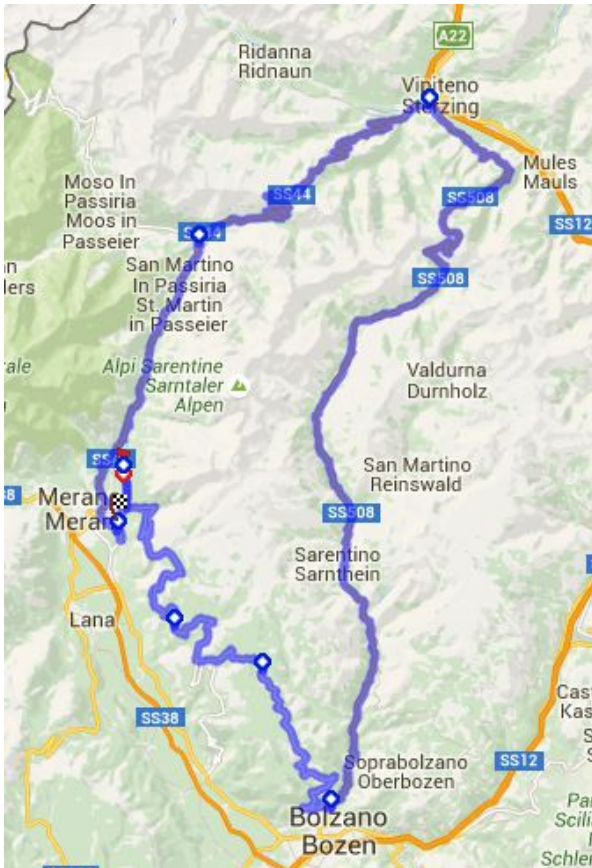 A22
Ridanna
Ridnaun
Vipiteno
Sterzing
Mules
Mauls
SS44
SS508
SS12
Moso In
Passiria
Moos in
Passeier
San Martino
In Passiria
St. Martin
in Passeier
SS508
Alpi Sarentine
Sarntaler
Alpen
Valdurna
Durnholz
Merano
Meran
San Martino
Reinswald
SS508
Sarentino
Sarnthein
Lana
SS38
Soprabolzano
Oberbozen
SS12
Bolzano
Bozen